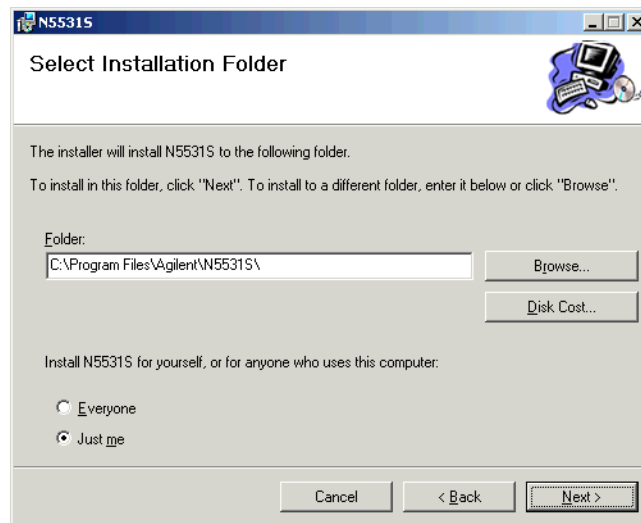 N5531S
Select Installation Folder
The installer will install N5531S to the following folder.
To install in this folder, click "Next". To install to a different folder, enter it below or click "Browse".
Folder:
C:\Program Files\Agilent\N5531S\
Browse...
Disk Cost...
Install N5531S for yourself, or for anyone who uses this computer:
Everyone
Just me
Cancel
< Back
Next >